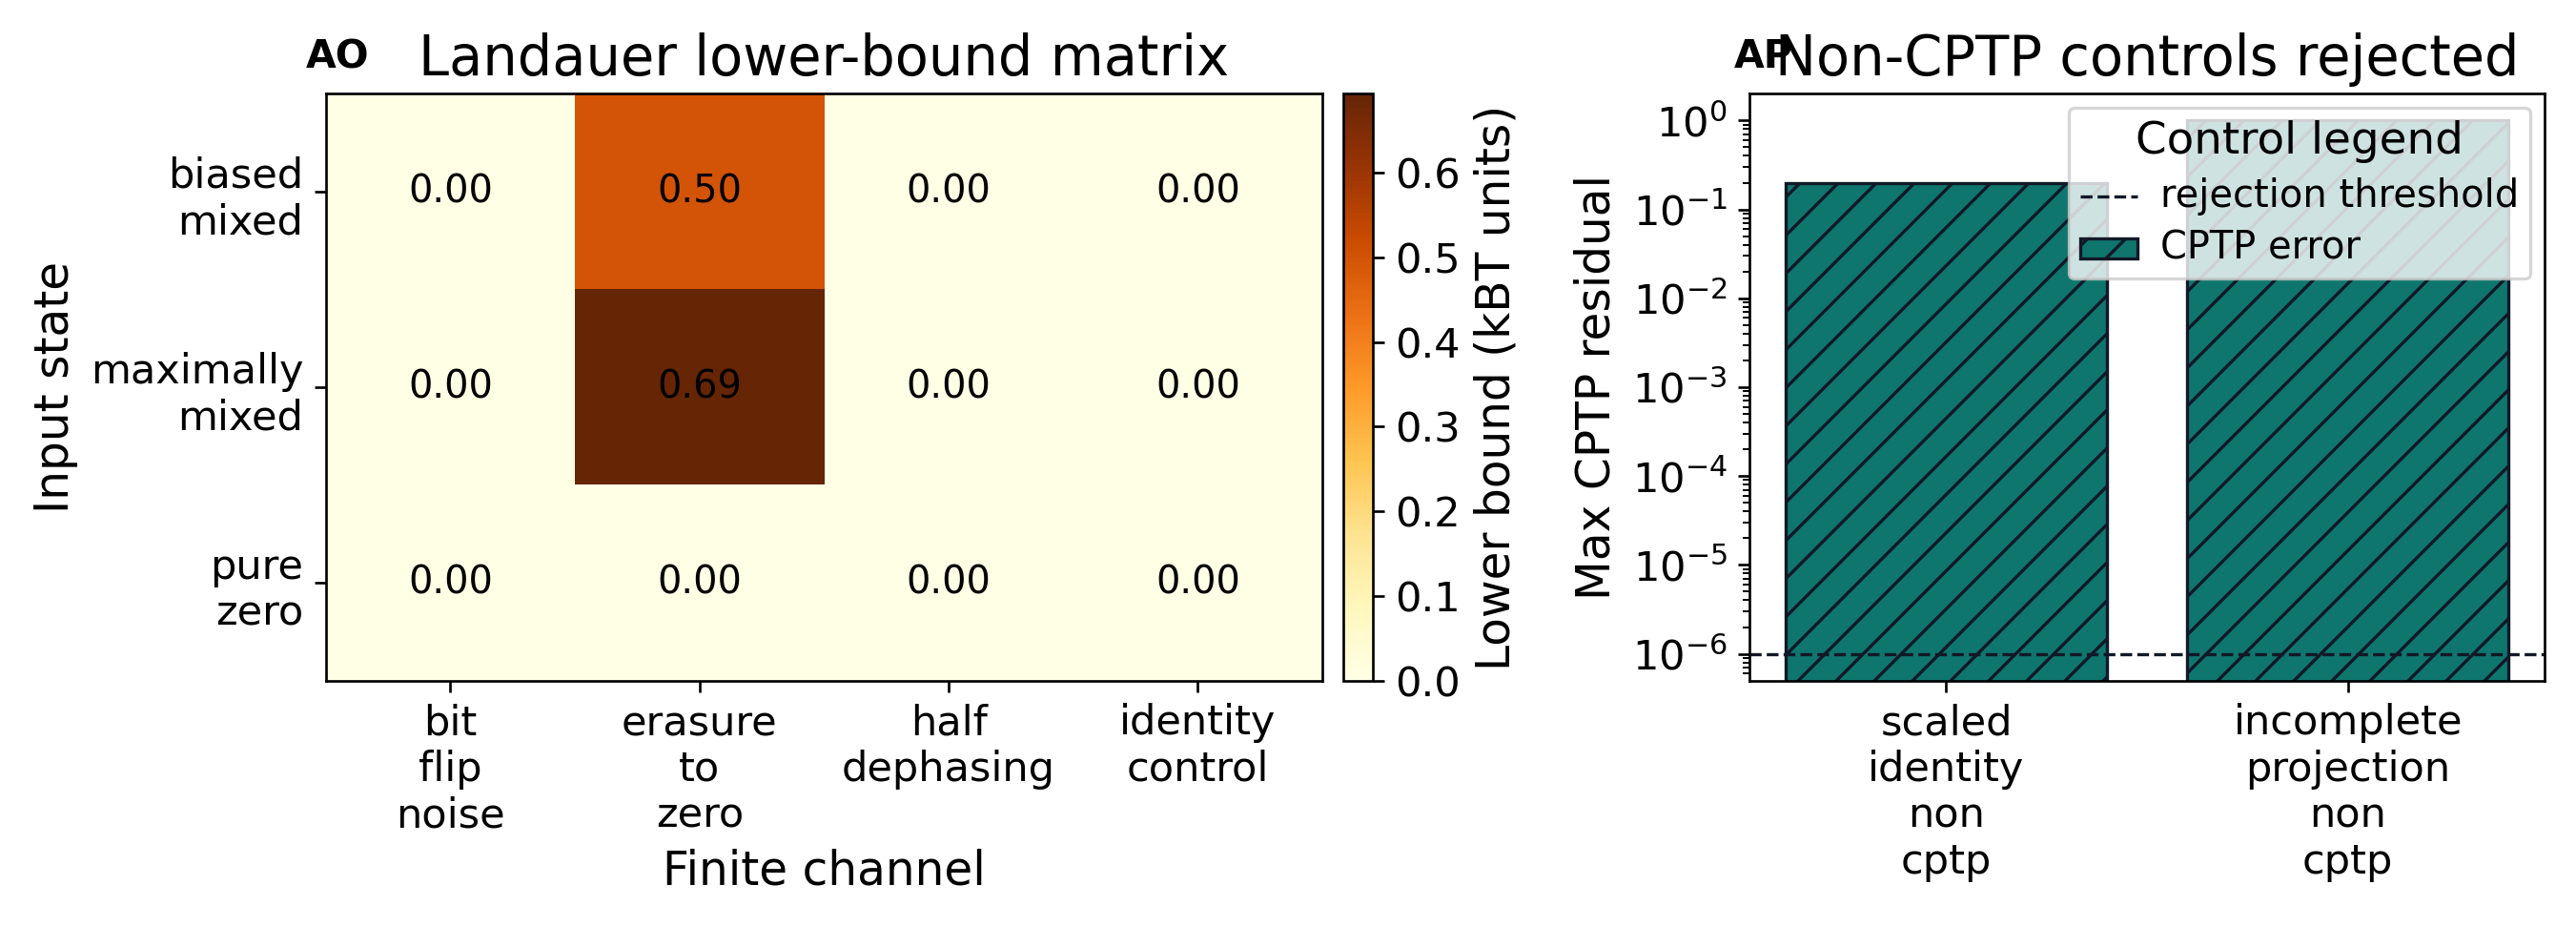 AO Landauer lower-bound matrix
biased
mixed
maximally
mixed
pure
zero
Input state
0.00 0.50 0.00 0.00
0.00 0.69 0.00 0.00
0.00 0.00 0.00 0.00
bit
flip
noise
erasure
to
zero
half
dephasing
identity
control
Finite channel
0.6
0.5
0.4
0.3
0.2
0.1
0.0
Lower bound (kBT units)
AP Non-CPTP controls rejected
Max CPTP residual
10⁰
10⁻¹
10⁻²
10⁻³
10⁻⁴
10⁻⁵
10⁻⁶
Control legend
rejection threshold
CPTP error
scaled
identity
non
cptp
incomplete
projection
non
cptp